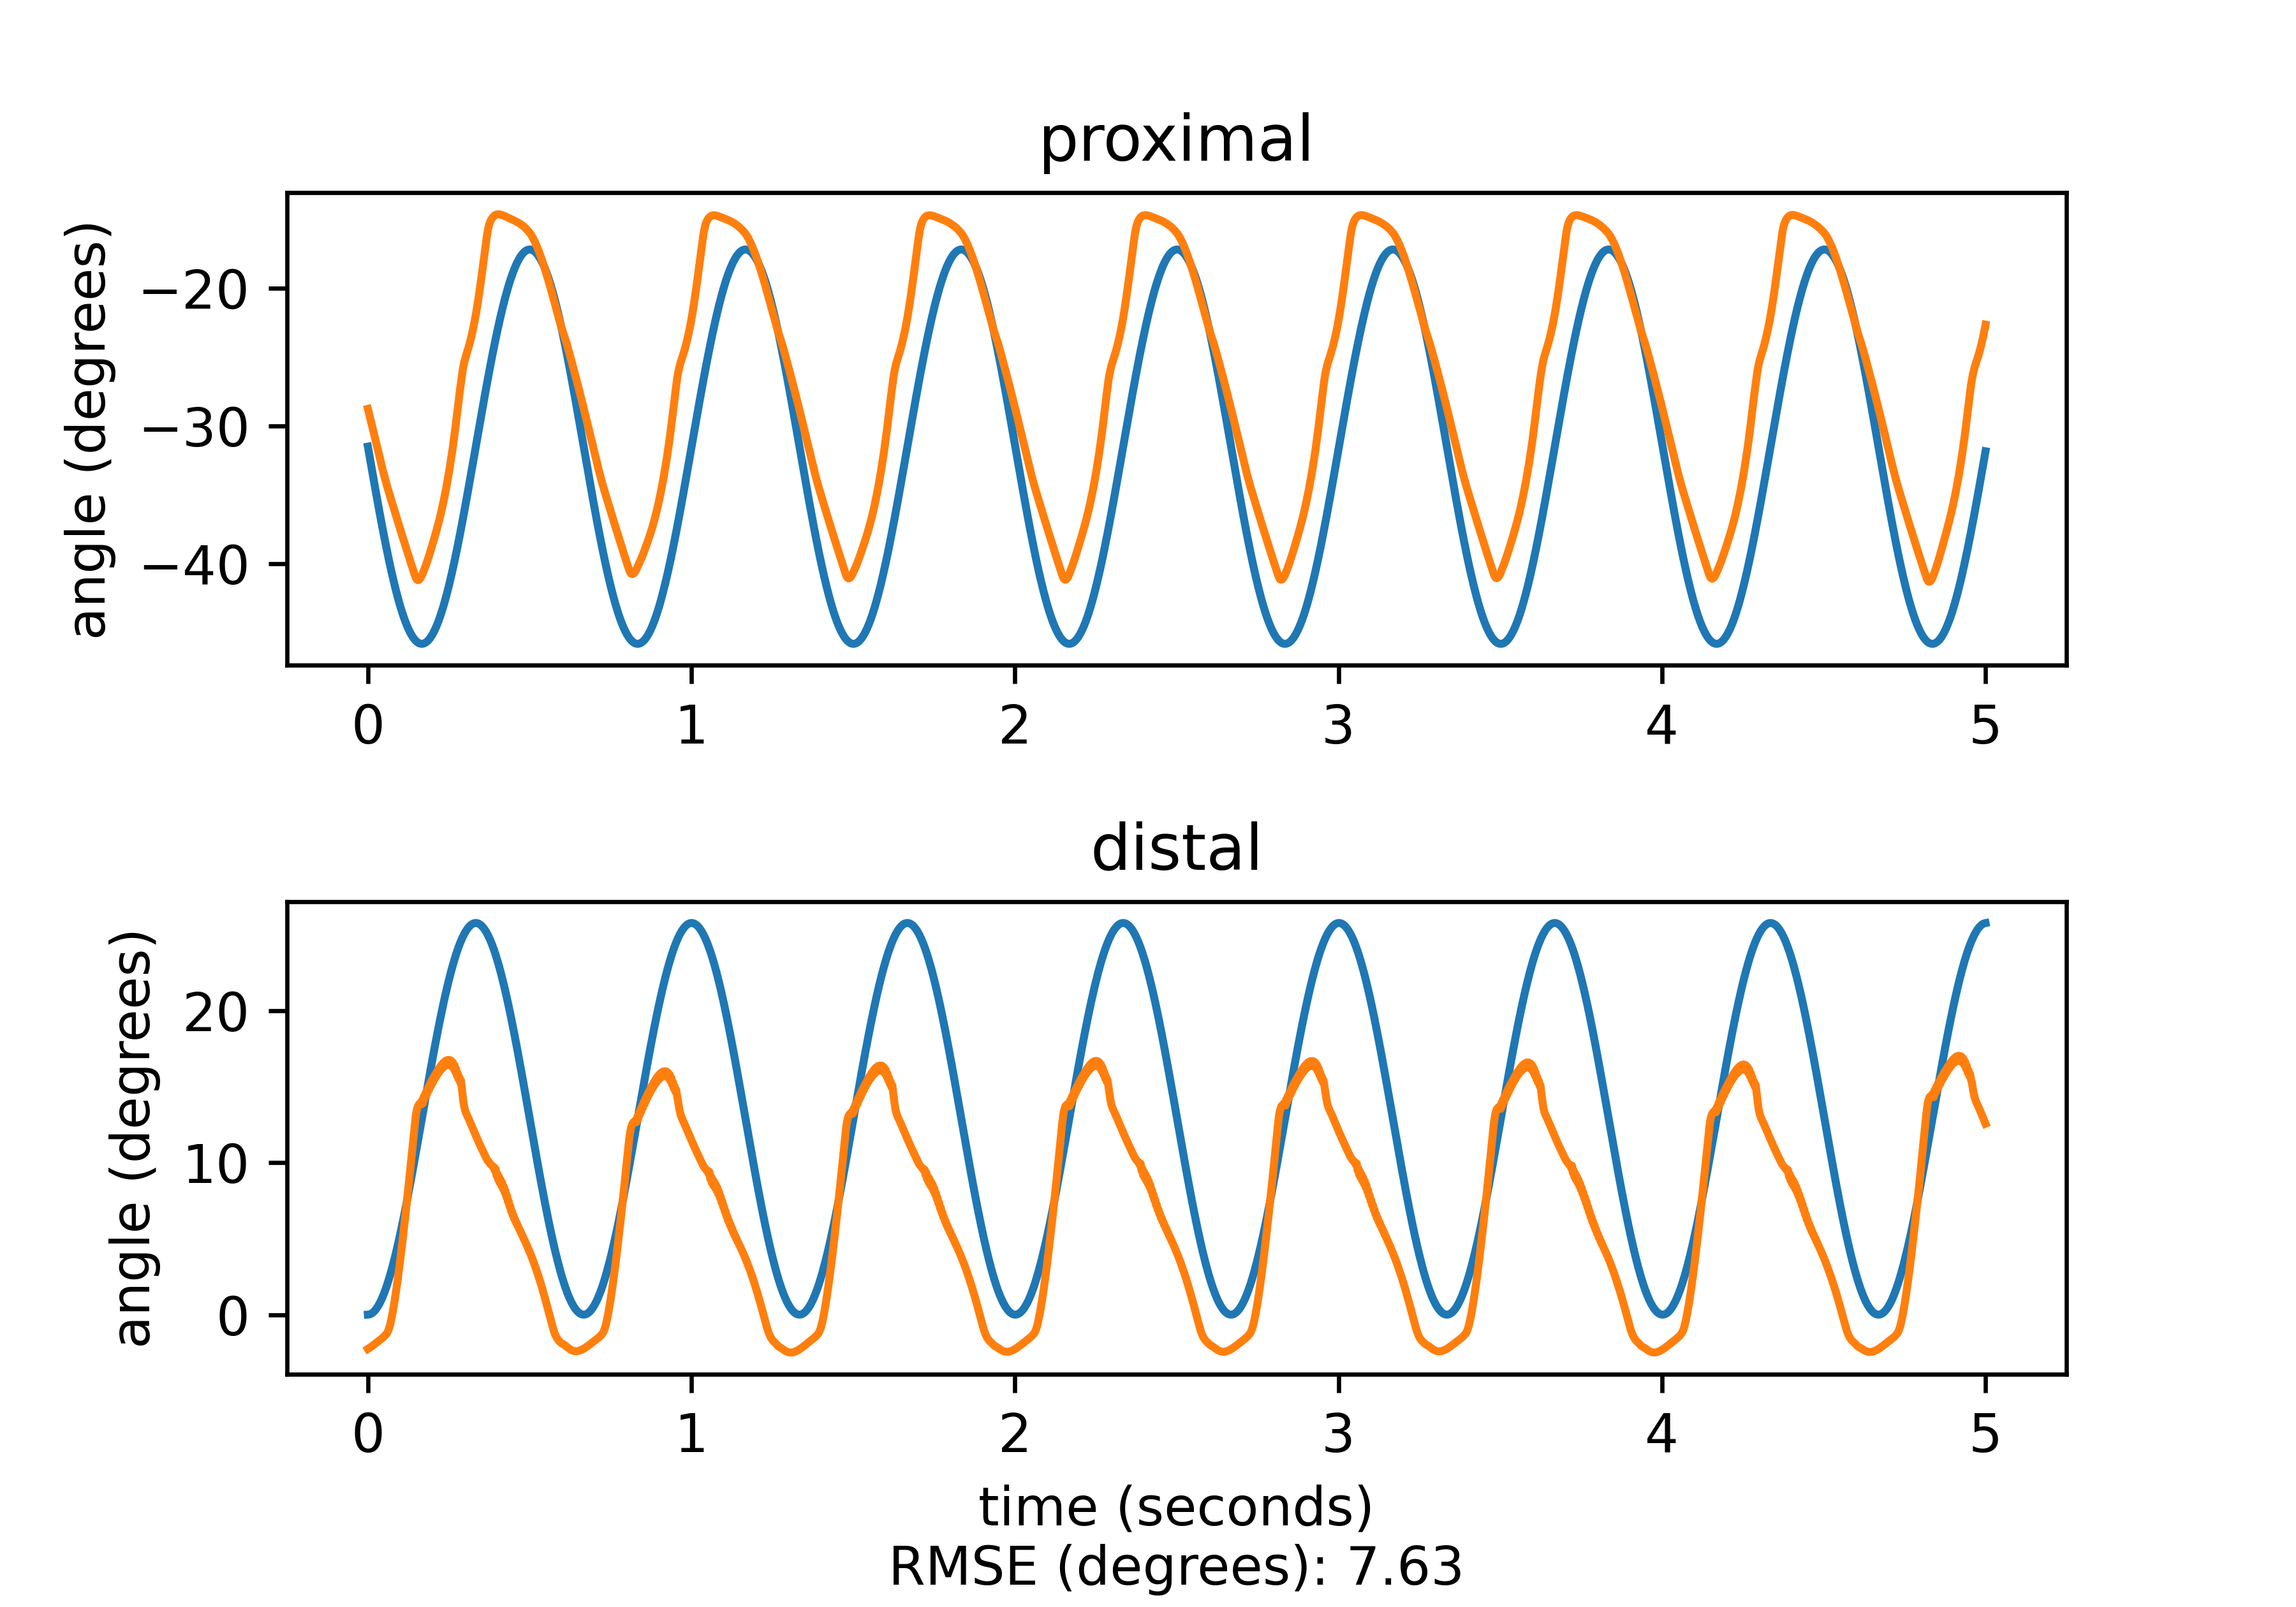 proximal
angle (degrees)
−20
−30
−40
0 1 2 3 4 5
distal
angle (degrees)
20
10
0
0 1 2 3 4 5
time (seconds)
RMSE (degrees): 7.63